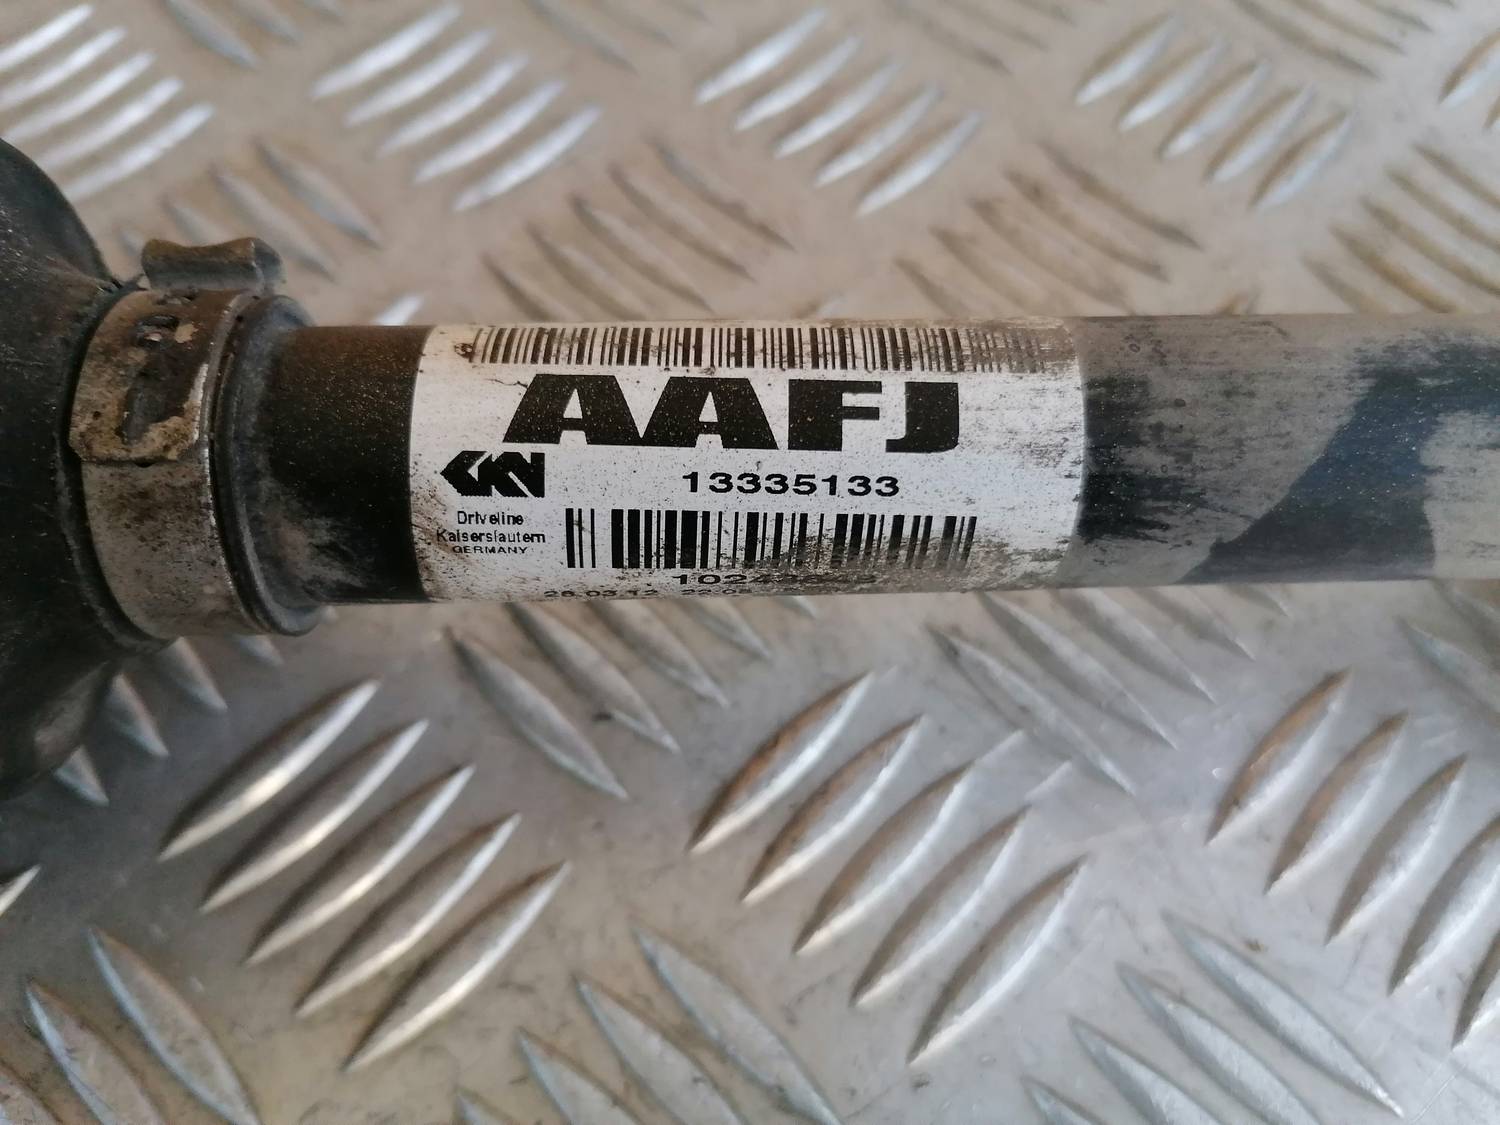 AAFJ
GKN
13335133
Driveline
Kaiserslautern
GERMANY